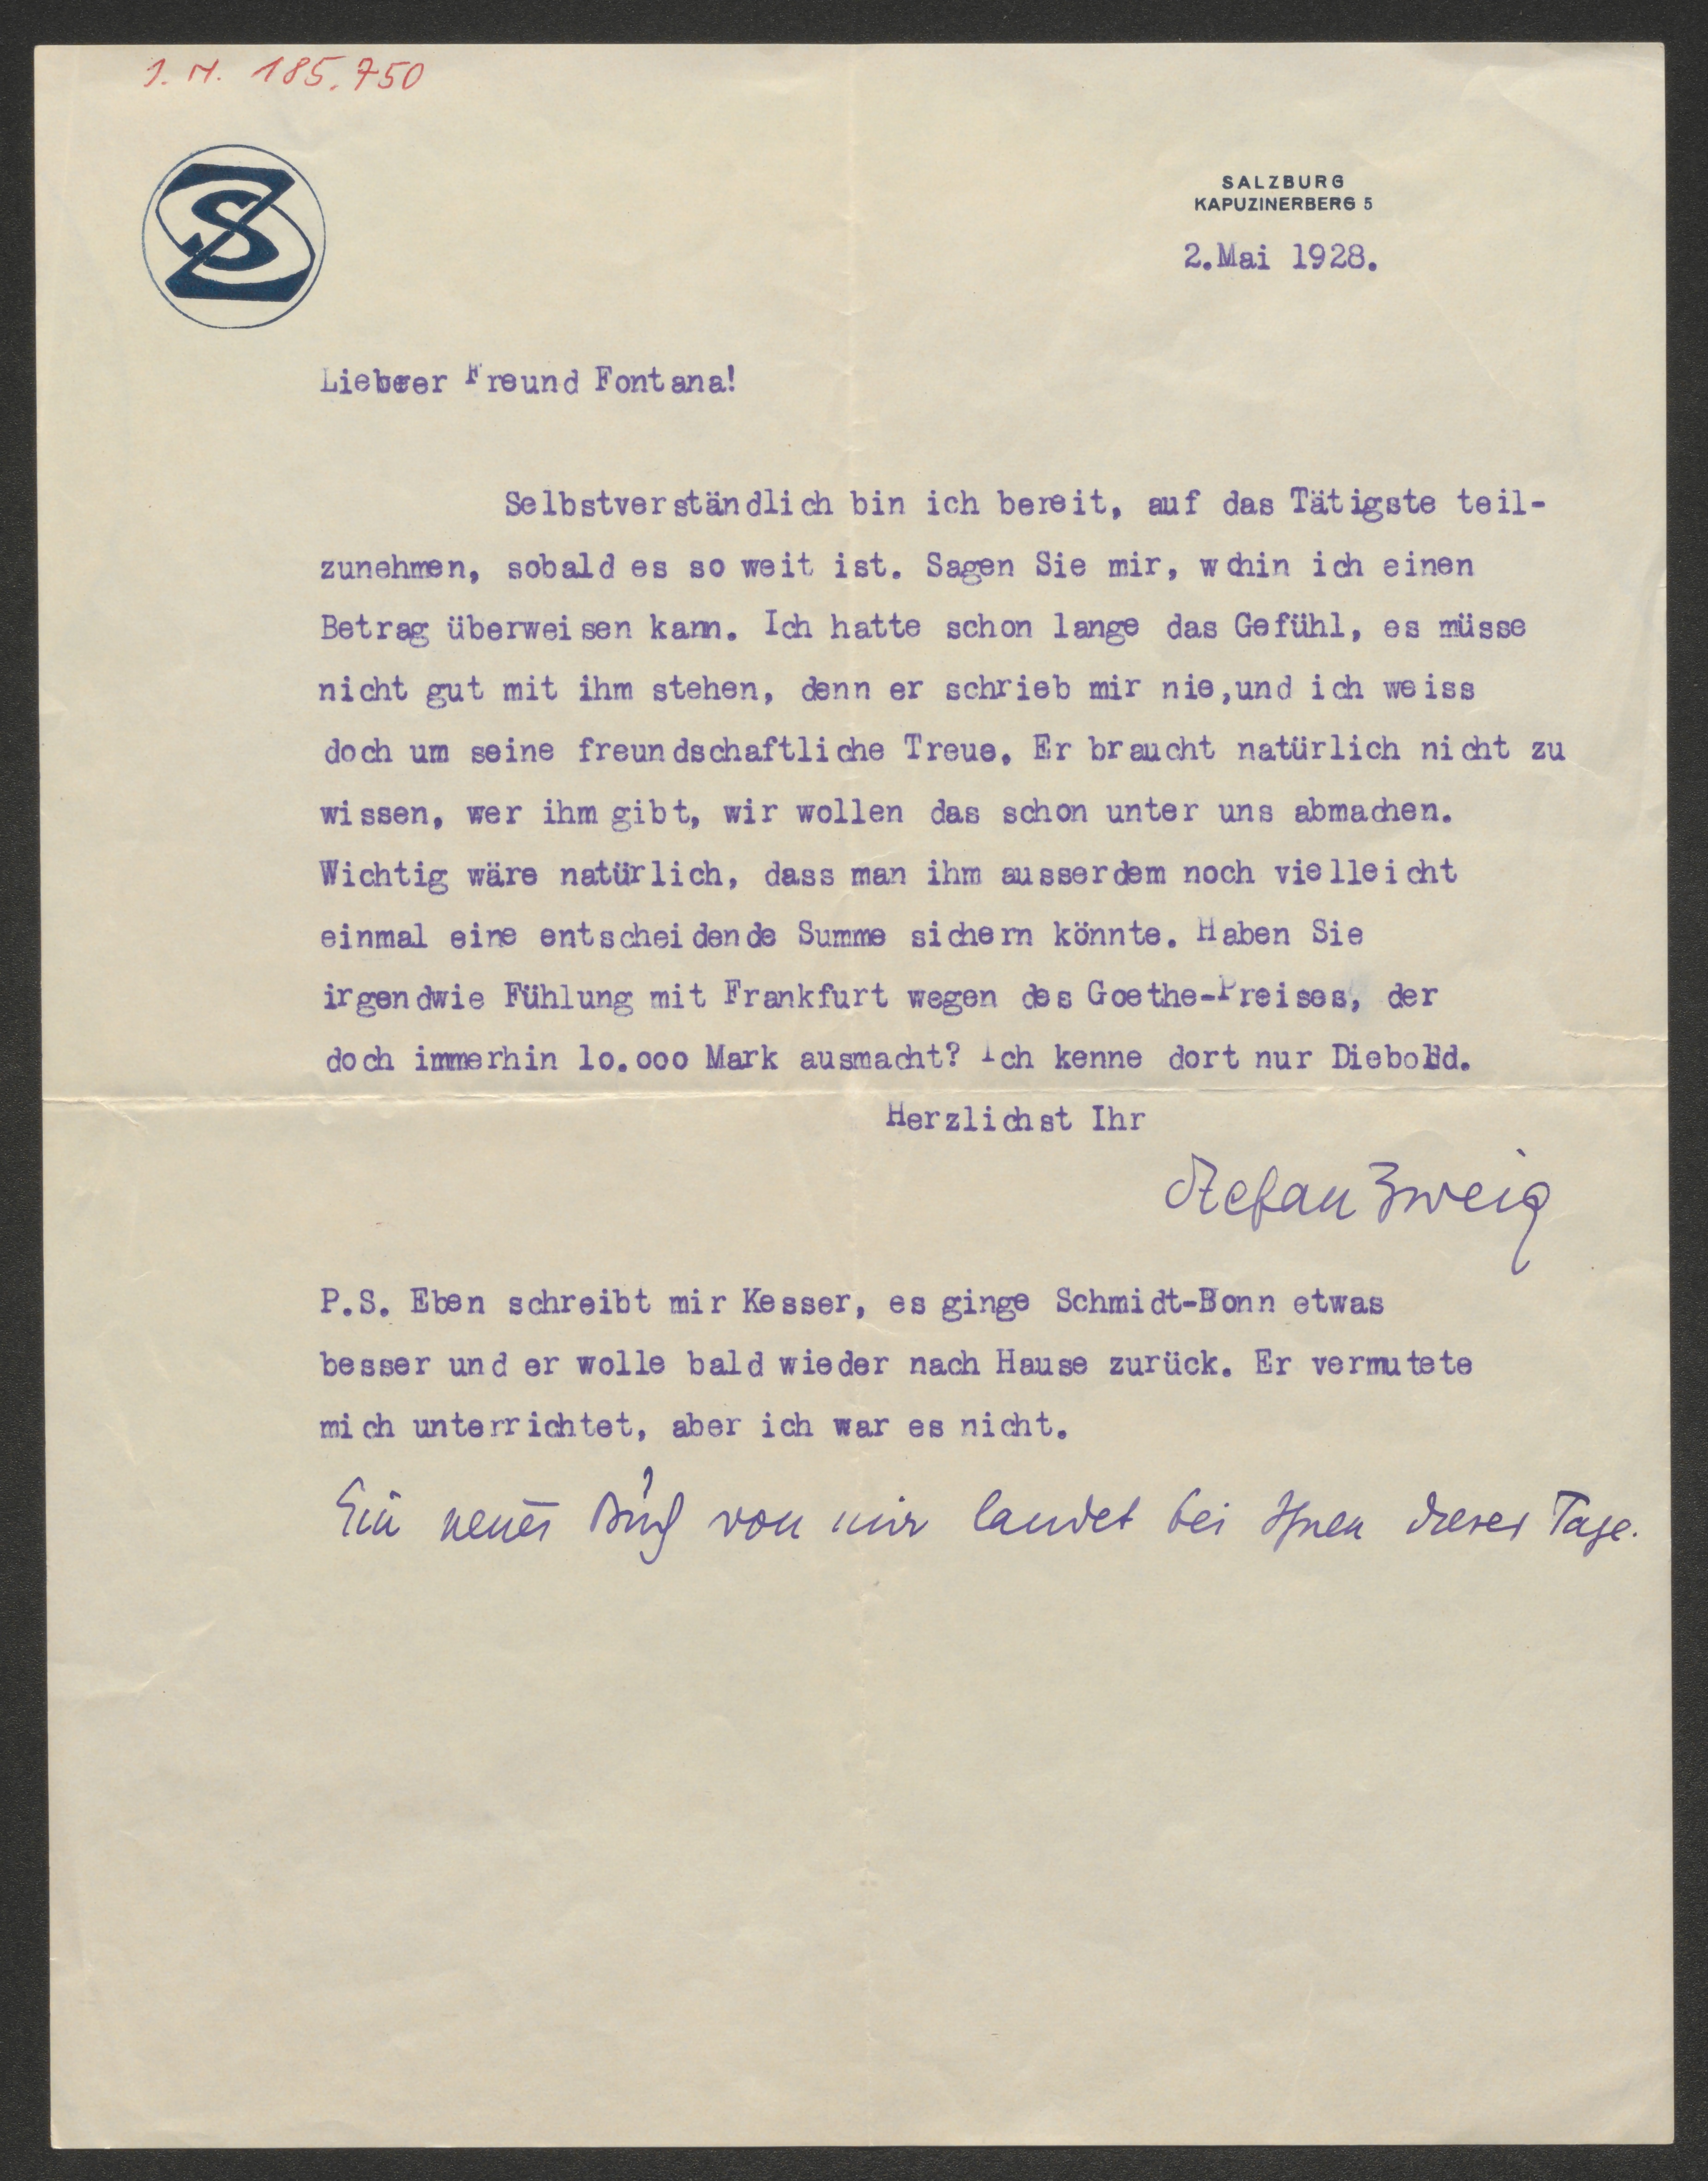 J. N. 185.750
SZ
SALZBURG
KAPUZINERBERG 5
2.Mai 1928.
Lieber Freund Fontana!
Selbstverständlich bin ich bereit, auf das Tätigste teil-
zunehmen, sobald es so weit ist. Sagen Sie mir, wohin ich einen
Betrag überweisen kann. Ich hatte schon lange das Gefühl, es müsse
nicht gut mit ihm stehen, denn er schrieb mir nie,und ich weiss
doch um seine freundschaftliche Treue. Er braucht natürlich nicht zu
wissen, wer ihm gibt, wir wollen das schon unter uns abmachen.
Wichtig wäre natürlich, dass man ihm ausserdem noch vielleicht
einmal eine entscheidende Summe sichern könnte. Haben Sie
irgendwie Fühlung mit Frankfurt wegen des Goethe-Preises, der
doch immerhin lo.ooo Mark ausmacht? Ich kenne dort nur Diebold.
Herzlichst Ihr
Stefan Zweig
P.S. Eben schreibt mir Kesser, es ginge Schmidt-Bonn etwas
besser und er wolle bald wieder nach Hause zurück. Er vermutete
mich unterrichtet, aber ich war es nicht.
Ein neues Buch von mir landet bei Ihnen dieser Tage.